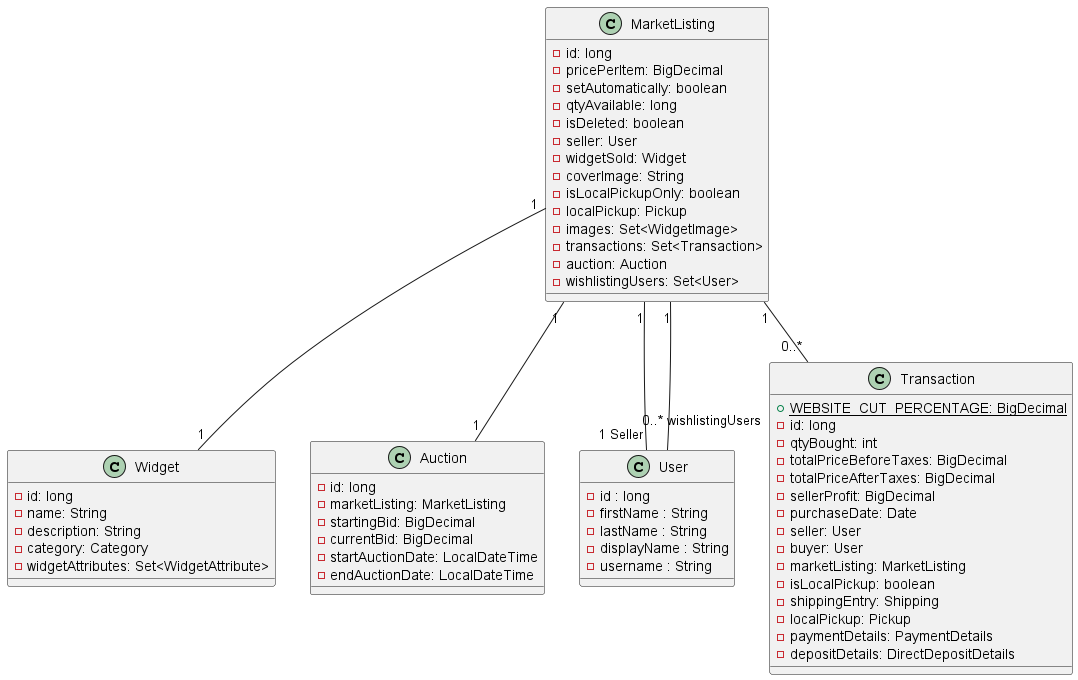 C MarketListing
id: long
pricePerItem: BigDecimal
setAutomatically: boolean
qtyAvailable: long
isDeleted: boolean
seller: User
widgetSold: Widget
coverImage: String
isLocalPickupOnly: boolean
localPickup: Pickup
images: Set<WidgetImage>
transactions: Set<Transaction>
auction: Auction
wishlistingUsers: Set<User>
1
1
1
1
1
0..*
1
1
1 Seller
0..* wishlistingUsers
C Widget
id: long
name: String
description: String
category: Category
widgetAttributes: Set<WidgetAttribute>
C Auction
id: long
marketListing: MarketListing
startingBid: BigDecimal
currentBid: BigDecimal
startAuctionDate: LocalDateTime
endAuctionDate: LocalDateTime
C User
id : long
firstName : String
lastName : String
displayName : String
username : String
C Transaction
WEBSITE_CUT_PERCENTAGE: BigDecimal
id: long
qtyBought: int
totalPriceBeforeTaxes: BigDecimal
totalPriceAfterTaxes: BigDecimal
sellerProfit: BigDecimal
purchaseDate: Date
seller: User
buyer: User
marketListing: MarketListing
isLocalPickup: boolean
shippingEntry: Shipping
localPickup: Pickup
paymentDetails: PaymentDetails
depositDetails: DirectDepositDetails